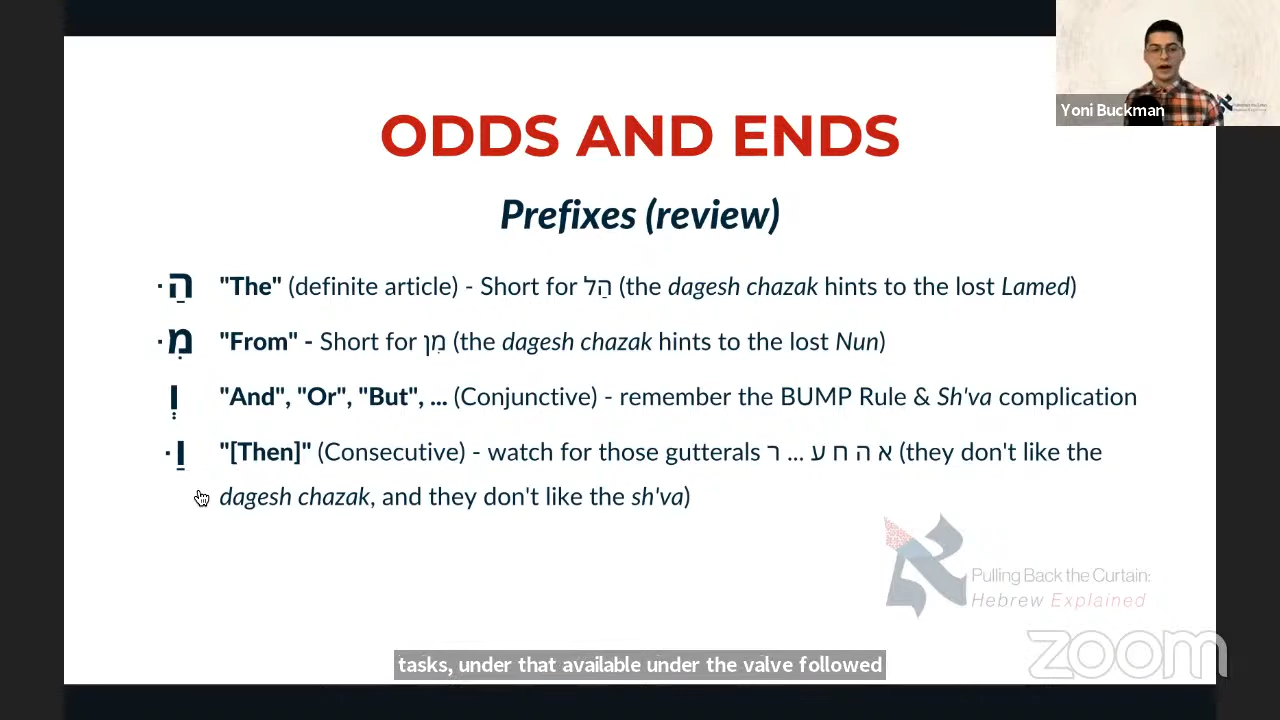 Yoni Buckman
ODDS AND ENDS
Prefixes (review)
הַ· "The" (definite article) - Short for הַל (the dagesh chazak hints to the lost Lamed)
מִ· "From" - Short for מִן (the dagesh chazak hints to the lost Nun)
וְ "And", "Or", "But", ... (Conjunctive) - remember the BUMP Rule & Sh'va complication
וַ· "[Then]" (Consecutive) - watch for those gutterals א ה ח ע ... ר (they don't like the
dagesh chazak, and they don't like the sh'va)
Pulling Back the Curtain:
Hebrew Explained
zoom
tasks, under that available under the valve followed